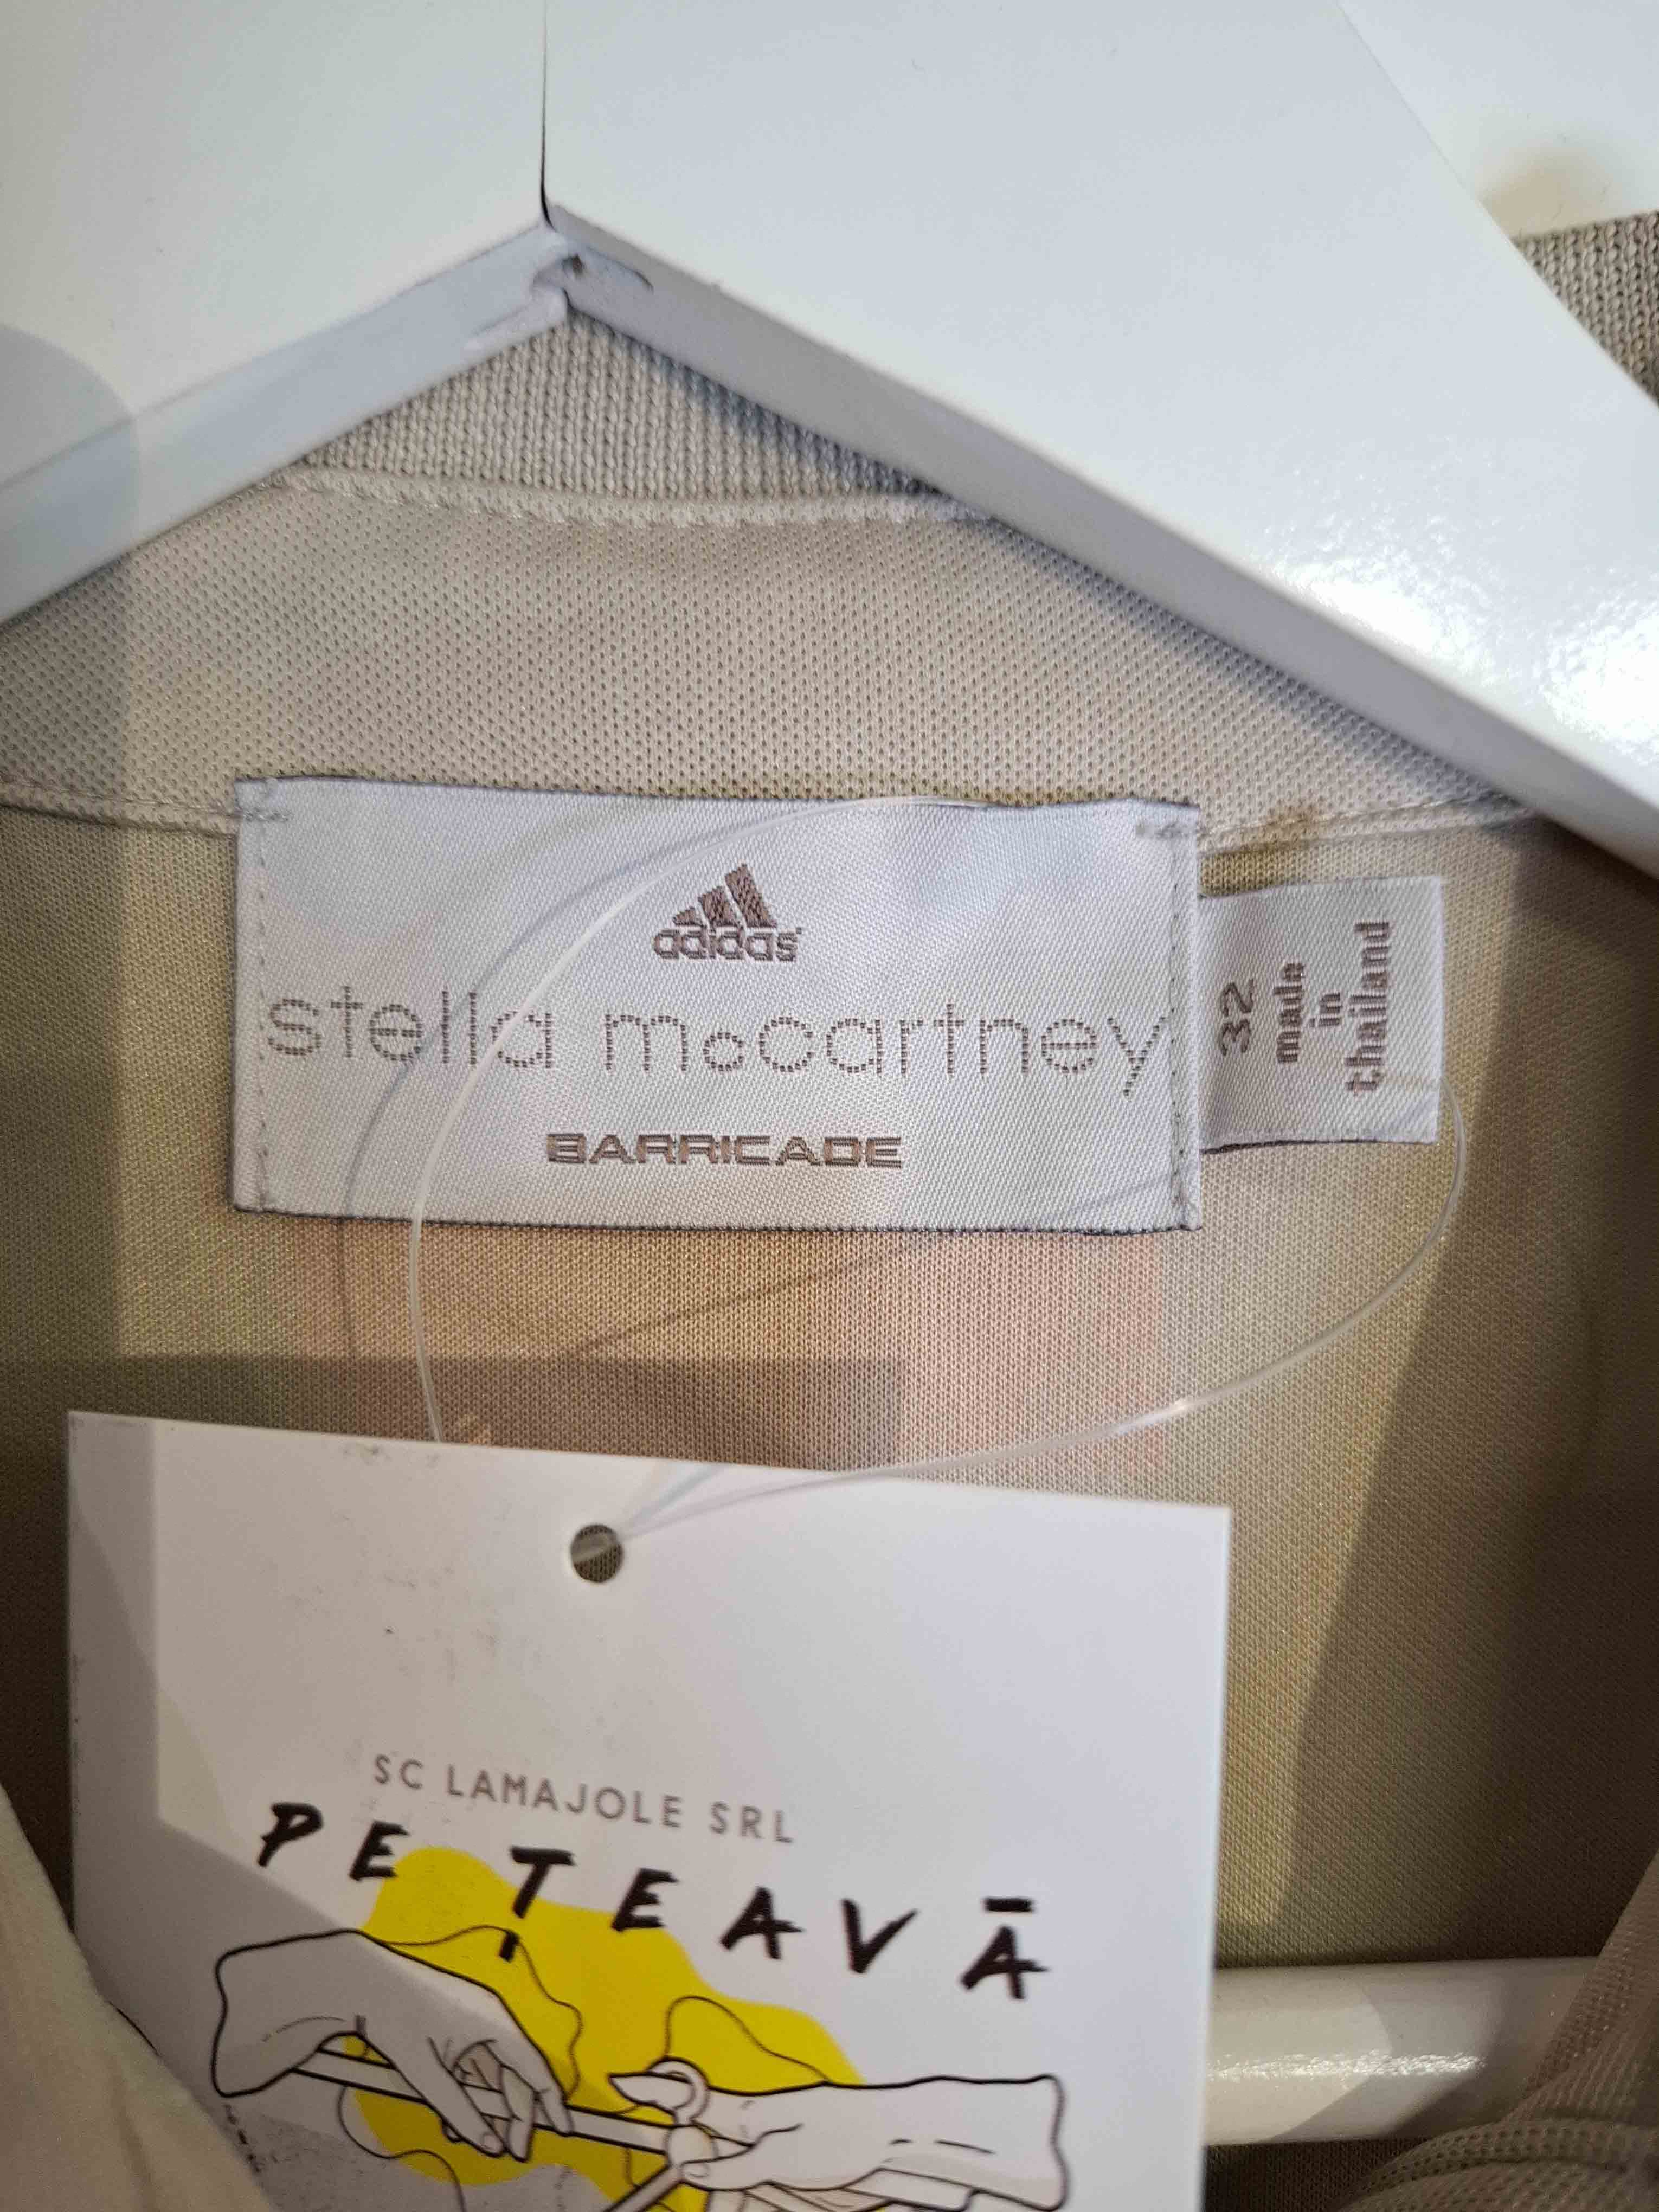 adidas
stella mccartney
BARRICADE
32
made
in
thailand
SC LAMAJOLE SRL
PE ȚEAVĂ